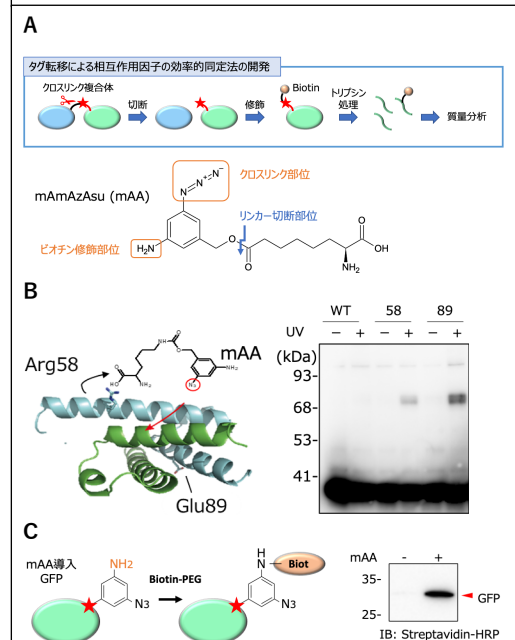 A
タグ転移による相互作用因子の効率的同定法の開発
クロスリンク複合体
切断
修飾
Biotin
トリプシン
処理
質量分析
mAmAzAsu (mAA)
N N+ N−
クロスリンク部位
リンカー切断部位
H2N
O
O
O
OH
NH2
ビオチン修飾部位
B
Arg58
HN
O
O
mAA
HO
O
NH2
N3
NH2
Glu89
WT 58 89
UV − + − + − +
(kDa)
93-
68-
53-
41-
C
mAA導入
GFP
NH2
N3
Biotin-PEG
H
N
Biot
N3
mAA - +
35-
25-
GFP
IB: Streptavidin-HRP